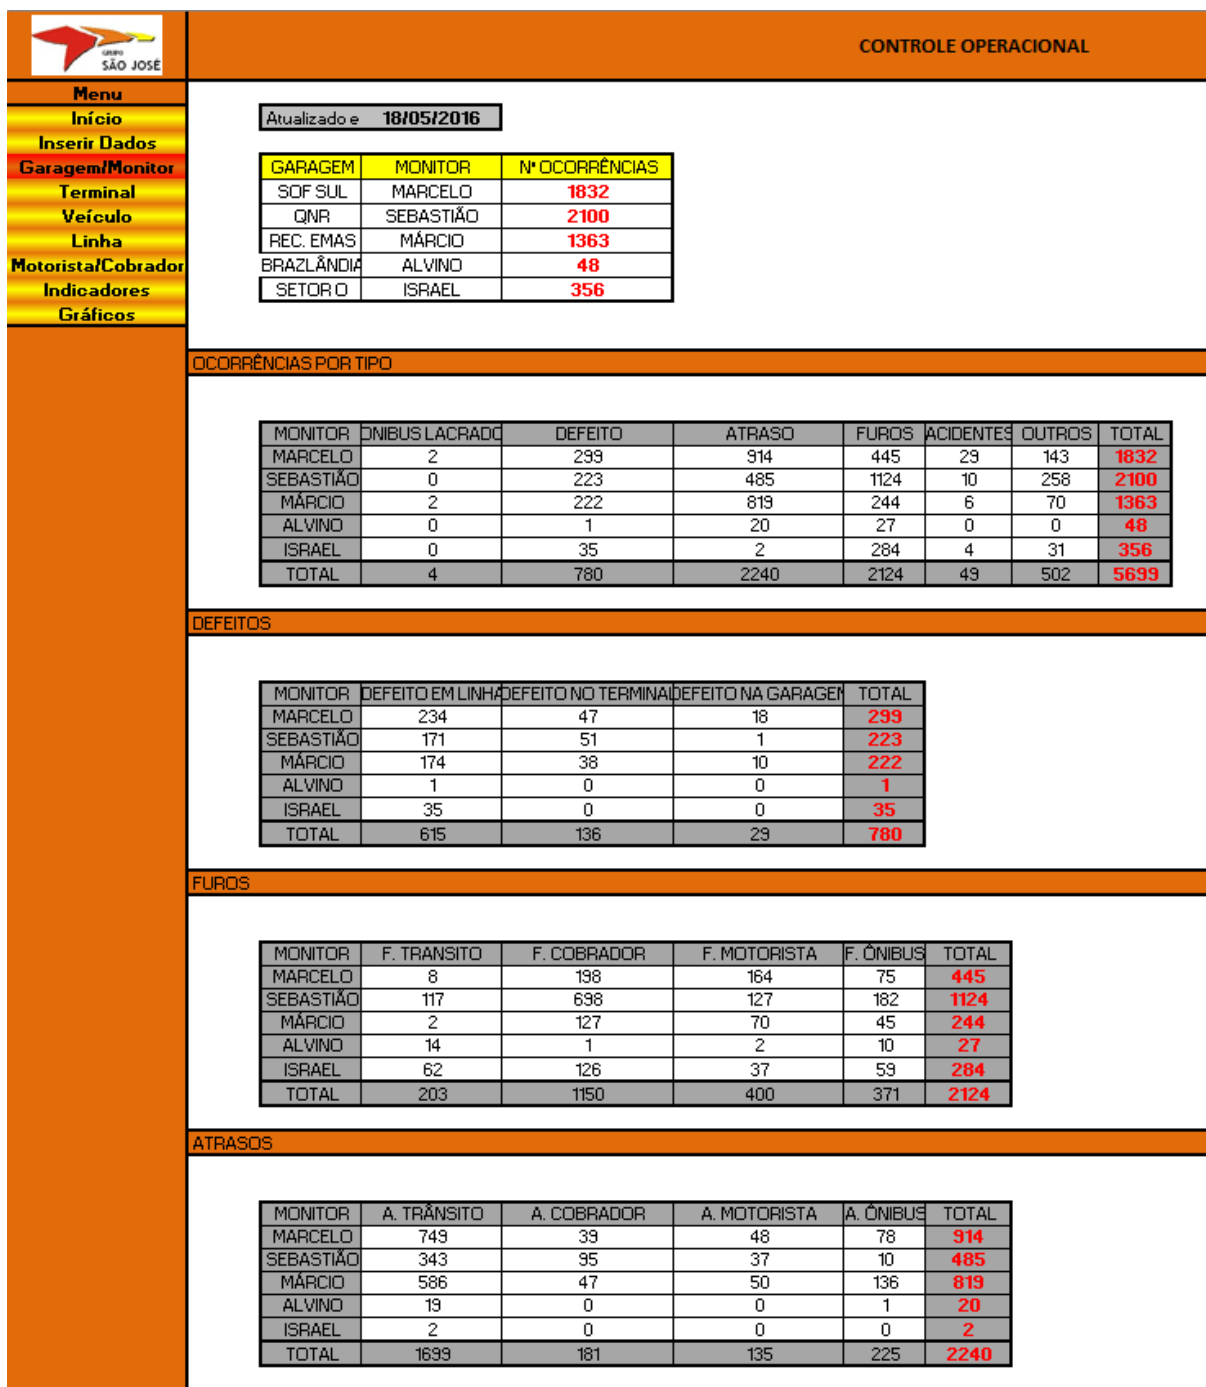 GRUPO
SÃO JOSÉ
CONTROLE OPERACIONAL
Menu
Início
Inserir Dados
Garagem/Monitor
Terminal
Veículo
Linha
Motorista/Cobrador
Indicadores
Gráficos
Atualizado e 18/05/2016
GARAGEM MONITOR Nº OCORRÊNCIAS
SOF SUL MARCELO 1832
QNR SEBASTIÃO 2100
REC. EMAS MÁRCIO 1363
BRAZLÂNDIA ALVINO 48
SETOR O ISRAEL 356
OCORRÊNCIAS POR TIPO
MONITOR ONIBUS LACRADO DEFEITO ATRASO FUROS ACIDENTES OUTROS TOTAL
MARCELO 2 299 914 445 29 143 1832
SEBASTIÃO 0 223 485 1124 10 258 2100
MÁRCIO 2 222 819 244 6 70 1363
ALVINO 0 1 20 27 0 0 48
ISRAEL 0 35 2 284 4 31 356
TOTAL 4 780 2240 2124 49 502 5699
DEFEITOS
MONITOR DEFEITO EM LINHA DEFEITO NO TERMINAL DEFEITO NA GARAGEM TOTAL
MARCELO 234 47 18 299
SEBASTIÃO 171 51 1 223
MÁRCIO 174 38 10 222
ALVINO 1 0 0 1
ISRAEL 35 0 0 35
TOTAL 615 136 29 780
FUROS
MONITOR F. TRANSITO F. COBRADOR F. MOTORISTA F. ÔNIBUS TOTAL
MARCELO 8 198 164 75 445
SEBASTIÃO 117 698 127 182 1124
MÁRCIO 2 127 70 45 244
ALVINO 14 1 2 10 27
ISRAEL 62 126 37 59 284
TOTAL 203 1150 400 371 2124
ATRASOS
MONITOR A. TRÂNSITO A. COBRADOR A. MOTORISTA A. ÔNIBUS TOTAL
MARCELO 749 39 48 78 914
SEBASTIÃO 343 95 37 10 485
MÁRCIO 586 47 50 136 819
ALVINO 19 0 0 1 20
ISRAEL 2 0 0 0 2
TOTAL 1699 181 135 225 2240